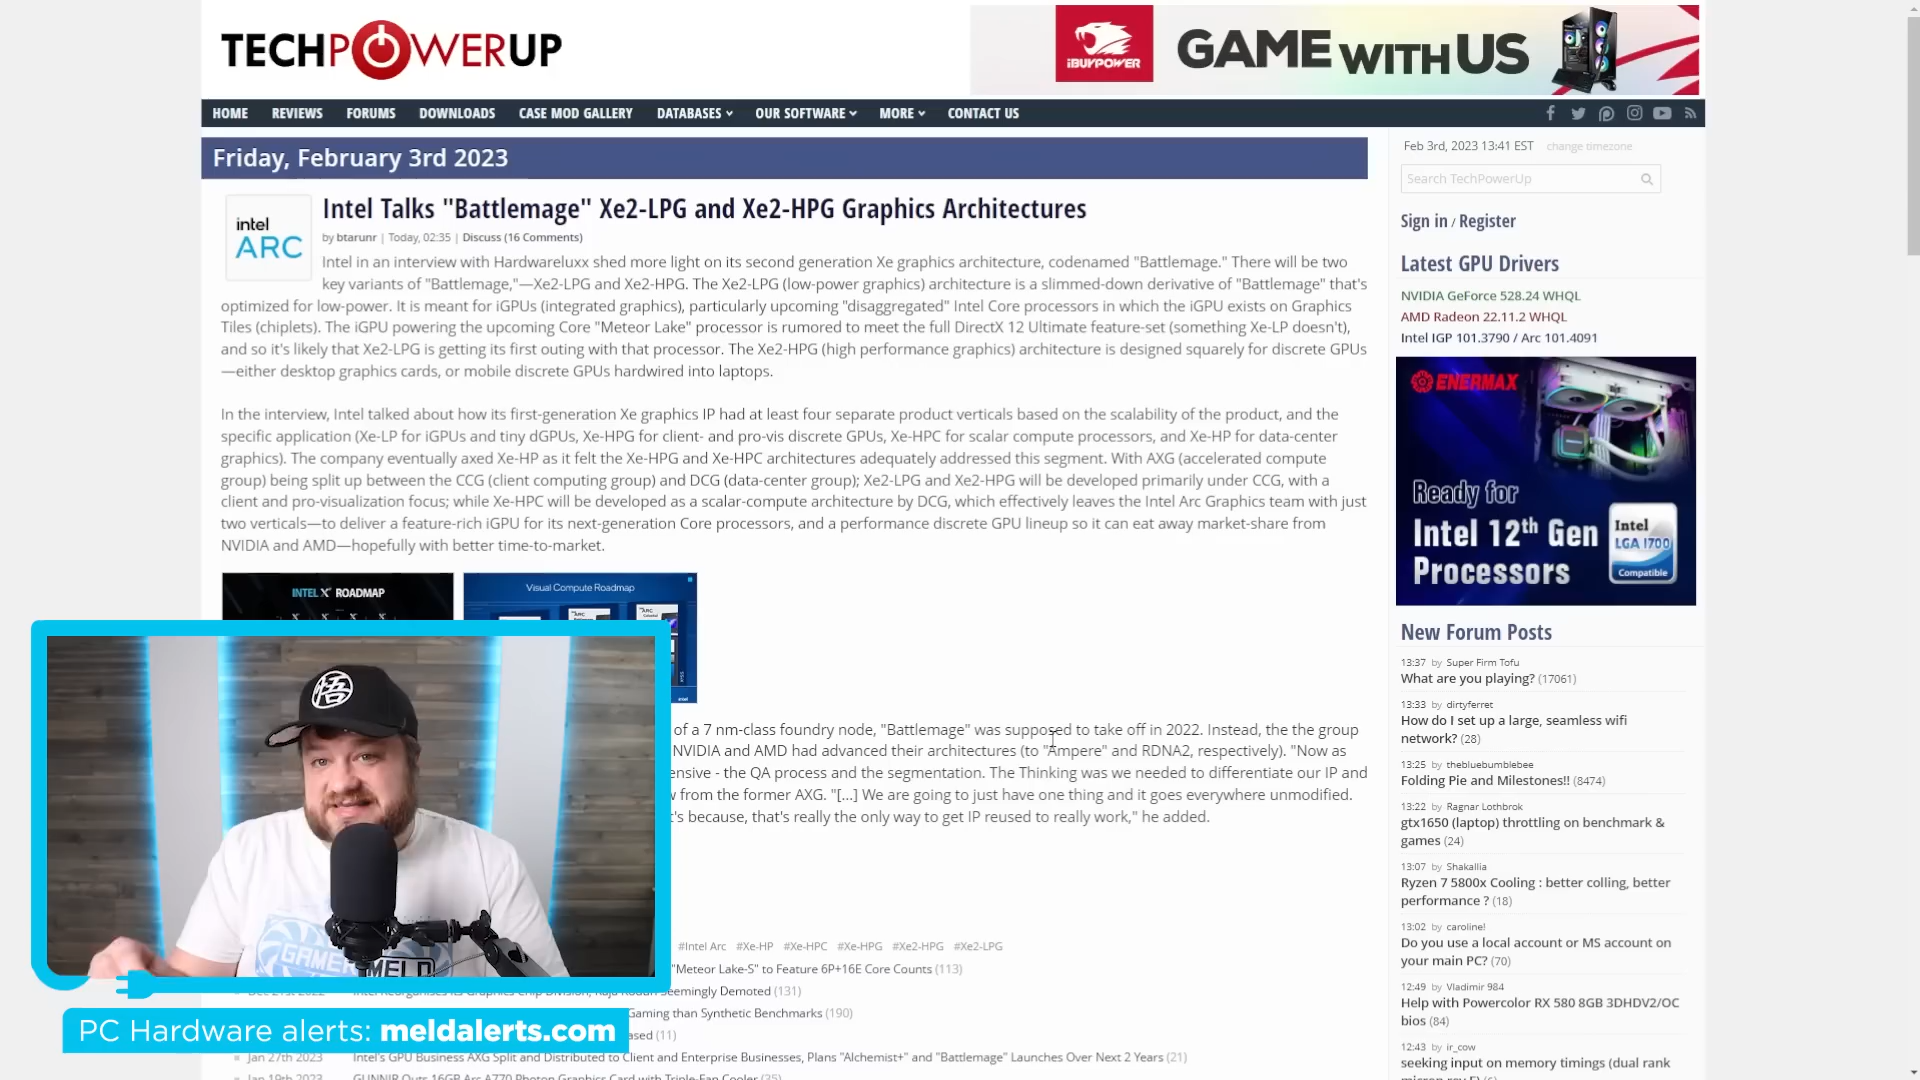 TECHPOWERUP
iBUYPOWER
GAME WITH US
HOME REVIEWS FORUMS DOWNLOADS CASE MOD GALLERY DATABASES OUR SOFTWARE MORE CONTACT US
Friday, February 3rd 2023
intel ARC
Intel Talks "Battlemage" Xe2-LPG and Xe2-HPG Graphics Architectures
by btarunr | Today, 02:35 | Discuss (16 Comments)
Intel in an interview with Hardwareluxx shed more light on its second generation Xe graphics architecture, codenamed "Battlemage." There will be two
key variants of "Battlemage,"—Xe2-LPG and Xe2-HPG. The Xe2-LPG (low-power graphics) architecture is a slimmed-down derivative of "Battlemage" that's
optimized for low-power. It is meant for iGPUs (integrated graphics), particularly upcoming "disaggregated" Intel Core processors in which the iGPU exists on Graphics
Tiles (chiplets). The iGPU powering the upcoming Core "Meteor Lake" processor is rumored to meet the full DirectX 12 Ultimate feature-set (something Xe-LP doesn't),
and so it's likely that Xe2-LPG is getting its first outing with that processor. The Xe2-HPG (high performance graphics) architecture is designed squarely for discrete GPUs
—either desktop graphics cards, or mobile discrete GPUs hardwired into laptops.
In the interview, Intel talked about how its first-generation Xe graphics IP had at least four separate product verticals based on the scalability of the product, and the
specific application (Xe-LP for iGPUs and tiny dGPUs, Xe-HPG for client- and pro-vis discrete GPUs, Xe-HPC for scalar compute processors, and Xe-HP for data-center
graphics). The company eventually axed Xe-HP as it felt the Xe-HPG and Xe-HPC architectures adequately addressed this segment. With AXG (accelerated compute
group) being split up between the CCG (client computing group) and DCG (data-center group); Xe2-LPG and Xe2-HPG will be developed primarily under CCG, with a
client and pro-visualization focus; while Xe-HPC will be developed as a scalar-compute architecture by DCG, which effectively leaves the Intel Arc Graphics team with just
two verticals—to deliver a feature-rich iGPU for its next-generation Core processors, and a performance discrete GPU lineup so it can eat away market-share from
NVIDIA and AMD—hopefully with better time-to-market.
INTEL Xe ROADMAP
Visual Compute Roadmap
of a 7 nm-class foundry node, "Battlemage" was supposed to take off in 2022. Instead, the the group
NVIDIA and AMD had advanced their architectures (to "Ampere" and RDNA2, respectively). "Now as
ensive - the QA process and the segmentation. The Thinking was we needed to differentiate our IP and
from the former AXG. "[...] We are going to just have one thing and it goes everywhere unmodified.
's because, that's really the only way to get IP reused to really work," he added.
#Intel Arc #Xe-HP #Xe-HPC #Xe-HPG #Xe2-HPG #Xe2-LPG
"Meteor Lake-S" to Feature 6P+16E Core Counts (113)
Dec 21st 2022 Intel Reorganises its Graphics Chip Division, Raja Koduri Seemingly Demoted (131)
Gaming than Synthetic Benchmarks (190)
ased (11)
Jan 27th 2023 Intel's GPU Business AXG Split and Distributed to Client and Enterprise Businesses, Plans "Alchemist+" and "Battlemage" Launches Over Next 2 Years (21)
Jan 19th 2023 GUNNIR Outs 16GB Arc A770 Photon Graphics Card with Triple-Fan Cooler (35)
悟
GAMER MELD
PC Hardware alerts: meldalerts.com
Feb 3rd, 2023 13:41 EST change timezone
Search TechPowerUp
Sign in / Register
Latest GPU Drivers
NVIDIA GeForce 528.24 WHQL
AMD Radeon 22.11.2 WHQL
Intel IGP 101.3790 / Arc 101.4091
ENERMAX
Ready for
Intel 12th Gen
Processors
Intel
LGA 1700
Compatible
New Forum Posts
13:37 by Super Firm Tofu
What are you playing? (17061)
13:33 by dirtyferret
How do I set up a large, seamless wifi
network? (28)
13:25 by thebluebumblebee
Folding Pie and Milestones!! (8474)
13:22 by Ragnar Lothbrok
gtx1650 (laptop) throttling on benchmark &
games (24)
13:07 by Shakallia
Ryzen 7 5800x Cooling : better colling, better
performance ? (18)
13:02 by caroline!
Do you use a local account or MS account on
your main PC? (70)
12:49 by Vladimir 984
Help with Powercolor RX 580 8GB 3DHDV2/OC
bios (84)
12:43 by ir_cow
seeking input on memory timings (dual rank